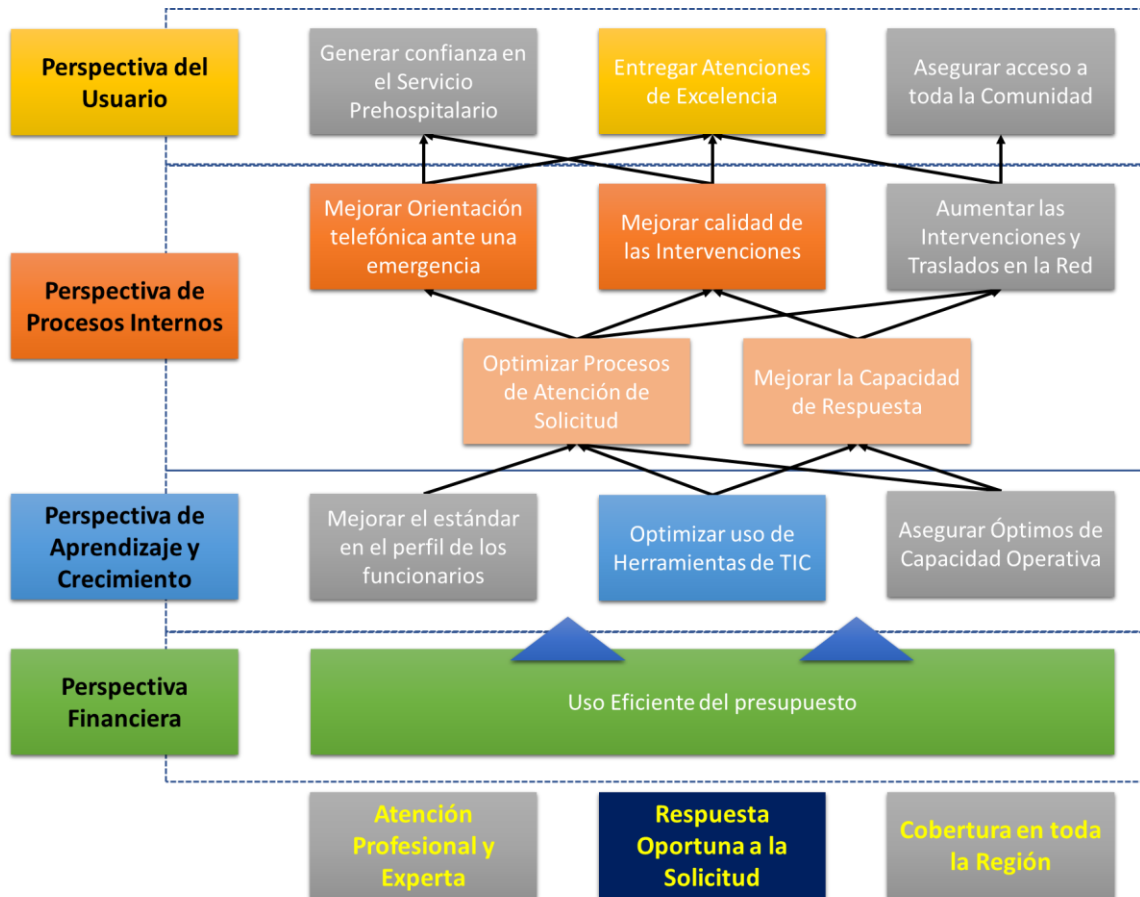 Perspectiva del
Usuario
Generar confianza en
el Servicio
Prehospitalario
Entregar Atenciones
de Excelencia
Asegurar acceso a
toda la Comunidad
Perspectiva de
Procesos Internos
Mejorar Orientación
telefónica ante una
emergencia
Mejorar calidad de
las Intervenciones
Aumentar las
Intervenciones y
Traslados en la Red
Optimizar Procesos
de Atención de
Solicitud
Mejorar la Capacidad
de Respuesta
Perspectiva de
Aprendizaje y
Crecimiento
Mejorar el estándar
en el perfil de los
funcionarios
Optimizar uso de
Herramientas de TIC
Asegurar Óptimos de
Capacidad Operativa
Perspectiva
Financiera
Uso Eficiente del presupuesto
Atención
Profesional y
Experta
Respuesta
Oportuna a la
Solicitud
Cobertura en toda
la Región